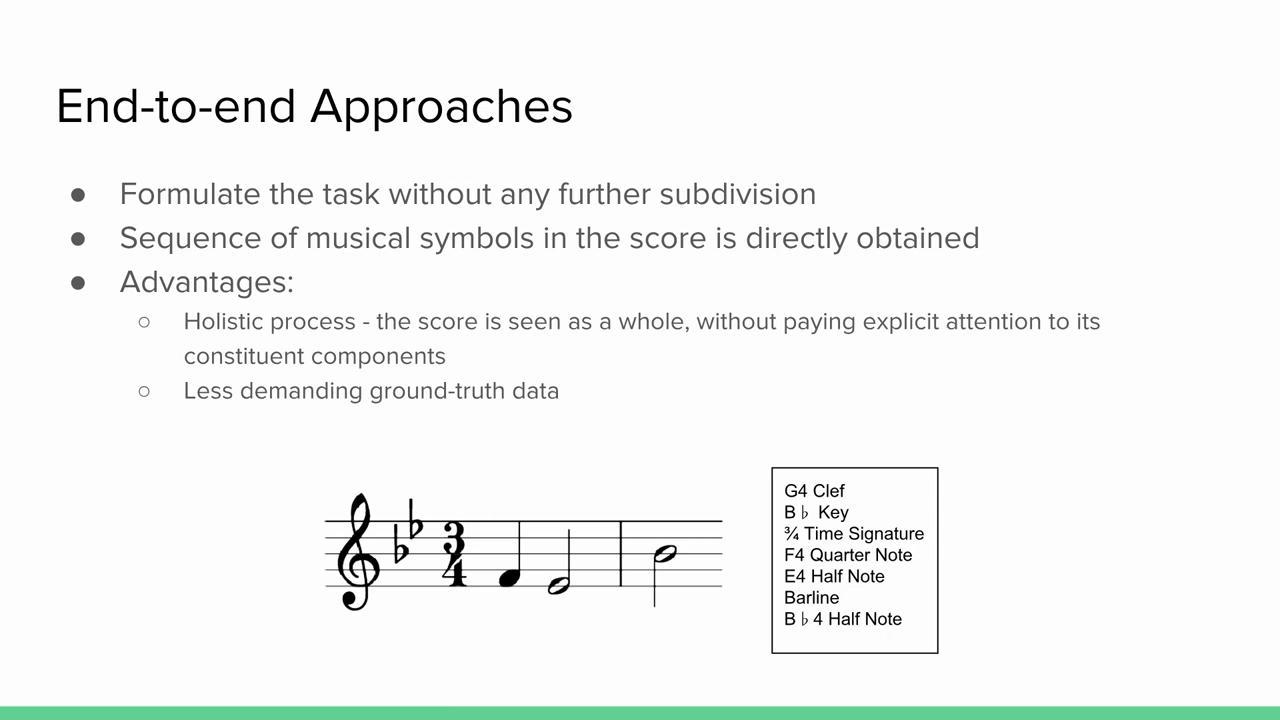 End-to-end Approaches
● Formulate the task without any further subdivision
● Sequence of musical symbols in the score is directly obtained
● Advantages:
○ Holistic process - the score is seen as a whole, without paying explicit attention to its
constituent components
○ Less demanding ground-truth data
3
4
G4 Clef
B♭ Key
¾ Time Signature
F4 Quarter Note
E4 Half Note
Barline
B♭4 Half Note